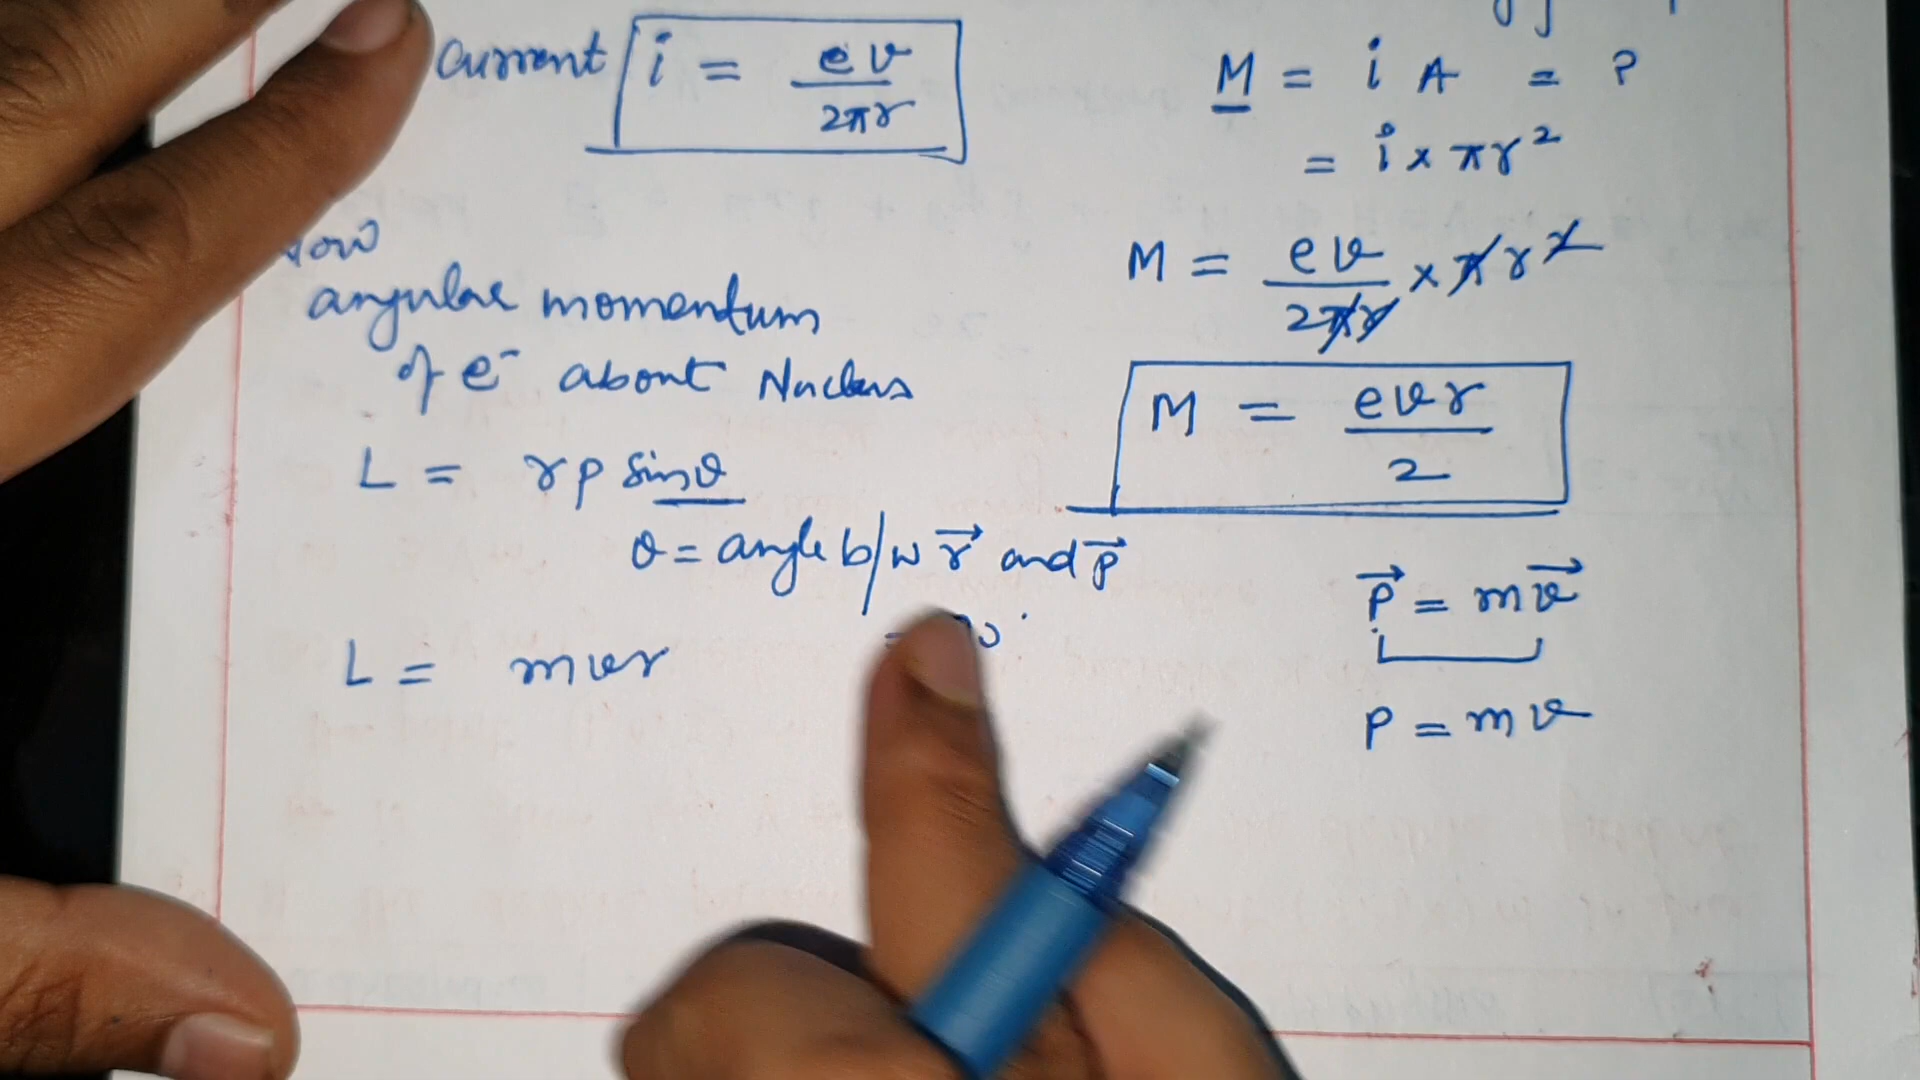 current i = ev / 2πr
Now
angular momentum
of e⁻ about Nucleus
L = rp sinθ
θ = angle b/w r⃗ and p⃗
L = mvr
M = i A = ?
= i × πr²
M = ev / 2πr × πr²
M = evr / 2
p⃗ = mv⃗
p = mv